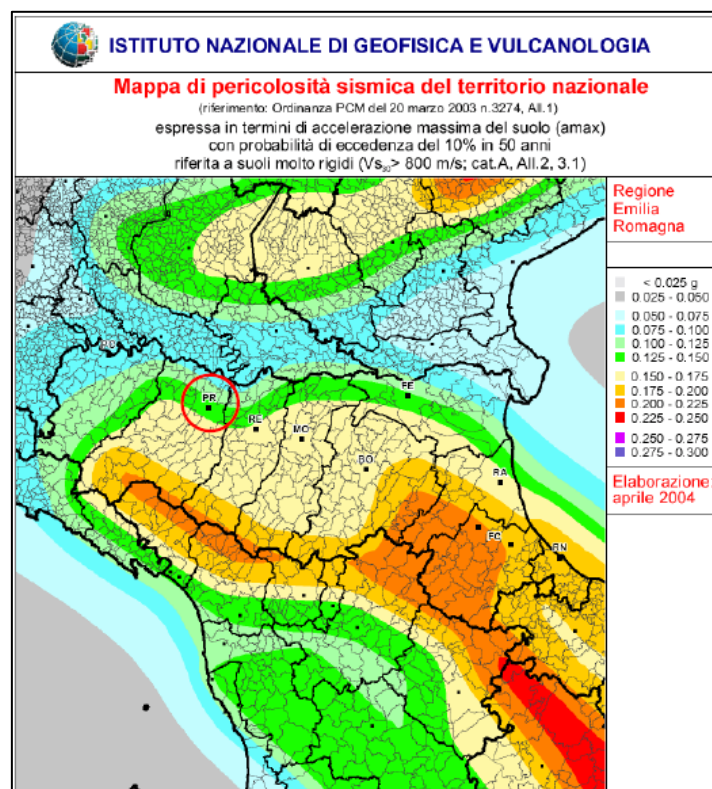 ISTITUTO NAZIONALE DI GEOFISICA E VULCANOLOGIA
Mappa di pericolosità sismica del territorio nazionale
(riferimento: Ordinanza PCM del 20 marzo 2003 n.3274, All.1)
espressa in termini di accelerazione massima del suolo (amax)
con probabilità di eccedenza del 10% in 50 anni
riferita a suoli molto rigidi (Vs₃₀> 800 m/s; cat.A, All.2, 3.1)
Regione
Emilia
Romagna
< 0.025 g
0.025 - 0.050
0.050 - 0.075
0.075 - 0.100
0.100 - 0.125
0.125 - 0.150
0.150 - 0.175
0.175 - 0.200
0.200 - 0.225
0.225 - 0.250
0.250 - 0.275
0.275 - 0.300
Elaborazione:
aprile 2004
PR
FE
RE
MO
BO
RA
FC
RN